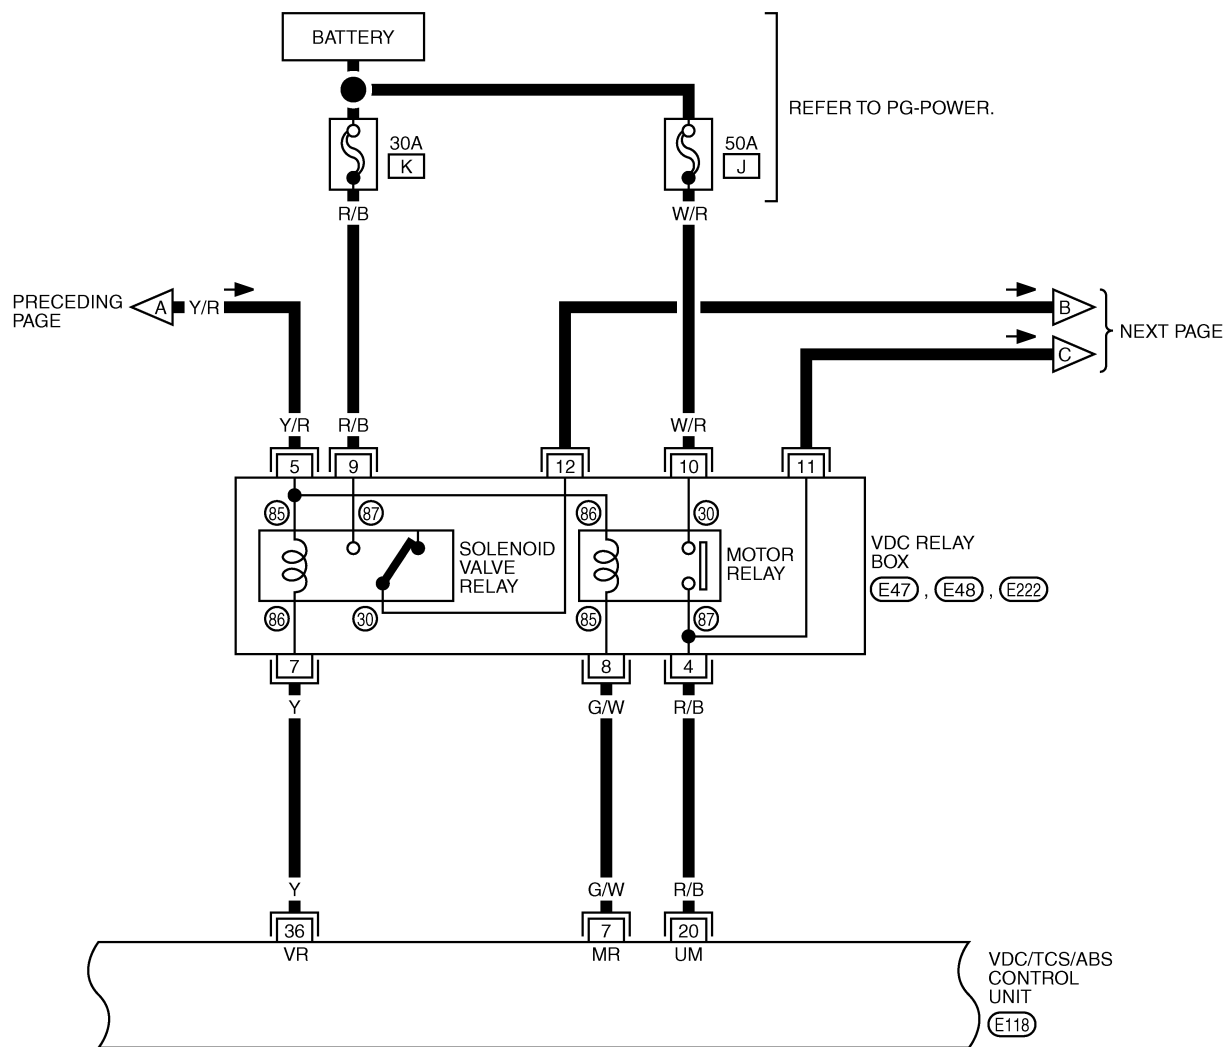 BATTERY
REFER TO PG-POWER.
30A
K
50A
J
R/B
W/R
PRECEDING
PAGE
A
Y/R
B
C
NEXT PAGE
Y/R
R/B
W/R
5
9
12
10
11
85
87
86
30
SOLENOID
VALVE
RELAY
MOTOR
RELAY
VDC RELAY
BOX
E47 , E48 , E222
86
30
85
87
7
8
4
Y
G/W
R/B
Y
G/W
R/B
36
7
20
VR
MR
UM
VDC/TCS/ABS
CONTROL
UNIT
E118